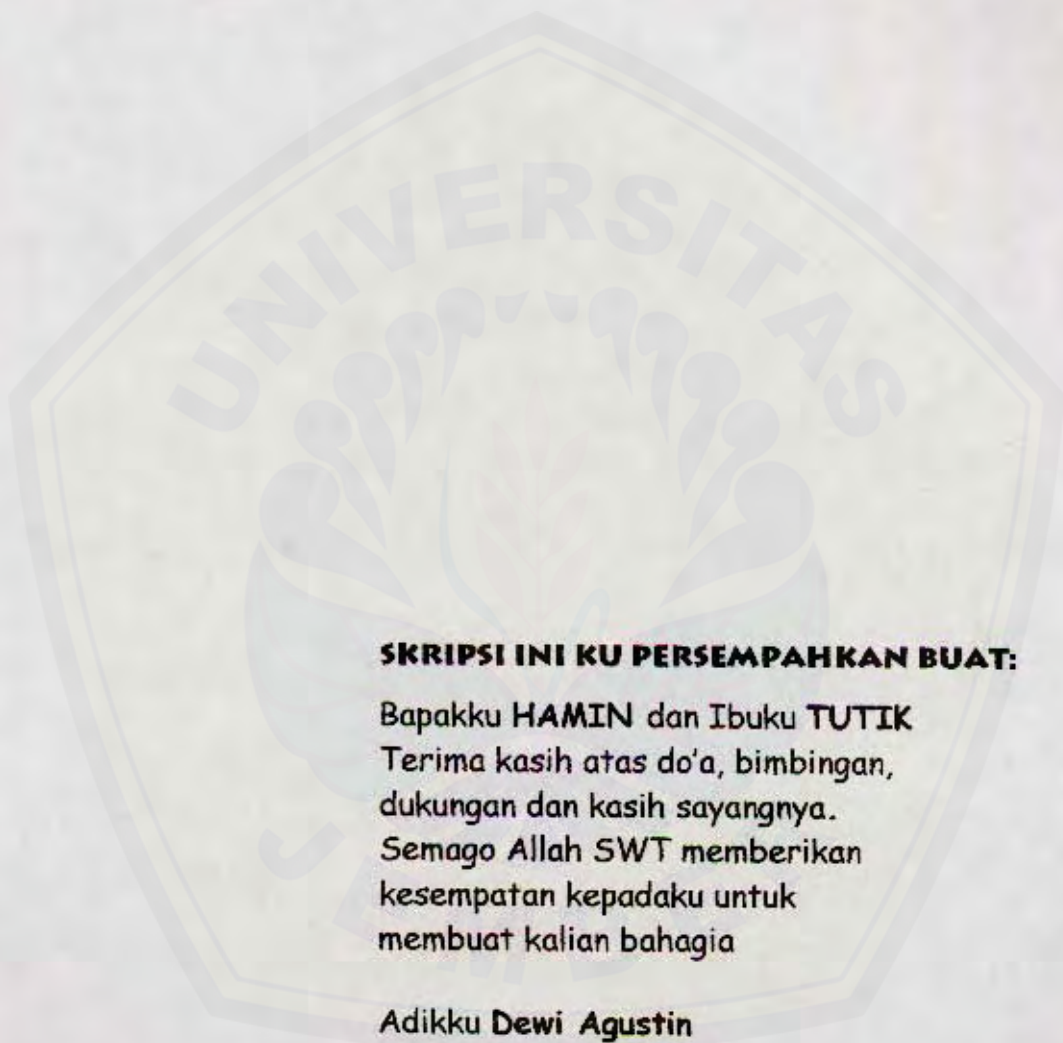 UNIVERSITAS
SKRIPSI INI KU PERSEMPAHKAN BUAT:
Bapakku HAMIN dan Ibuku TUTIK
Terima kasih atas do'a, bimbingan,
dukungan dan kasih sayangnya.
Semago Allah SWT memberikan
kesempatan kepadaku untuk
membuat kalian bahagia
Adikku Dewi Agustin